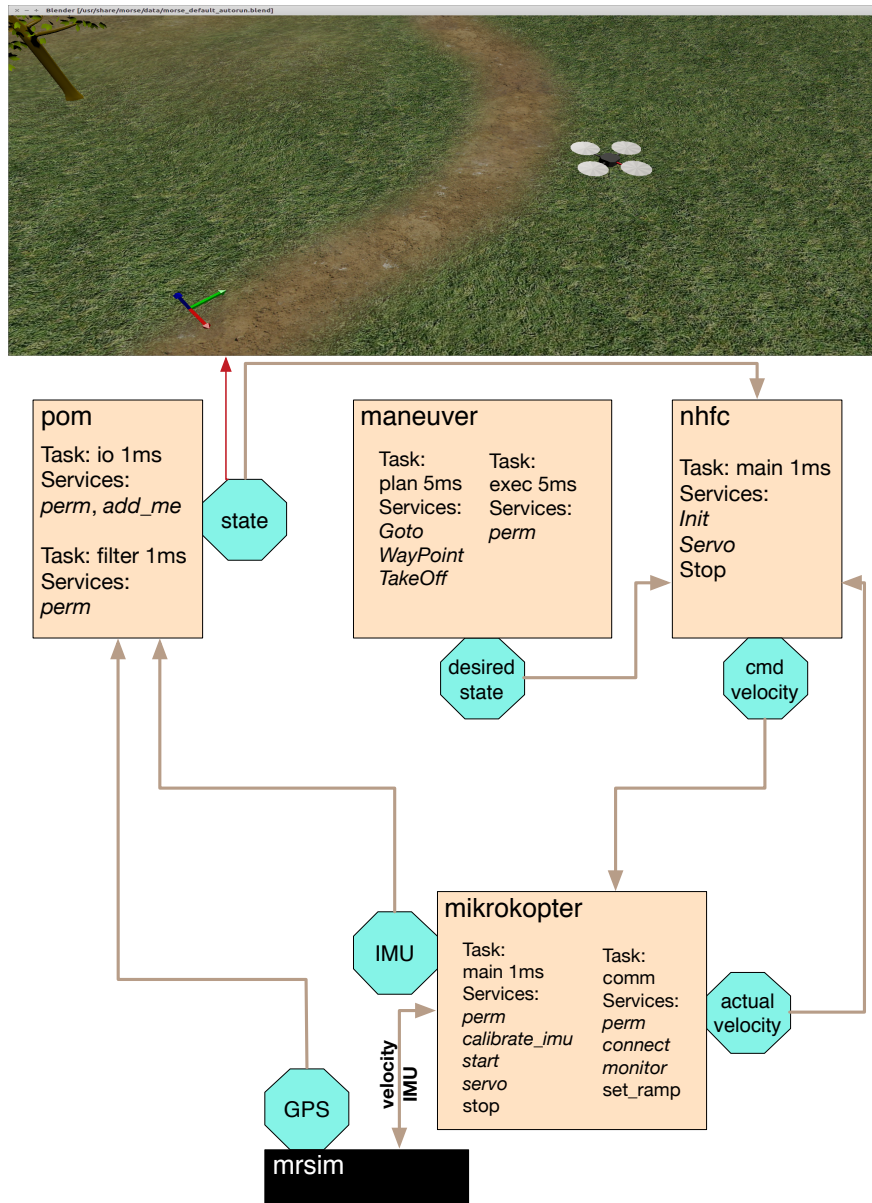 Blender [/usr/share/morse/data/morse_default_autorun.blend]
pom
Task: io 1ms
Services:
perm, add_me
Task: filter 1ms
Services:
perm
state
maneuver
Task:
plan 5ms
Services:
Goto
WayPoint
TakeOff
Task:
exec 5ms
Services:
perm
desired
state
nhfc
Task: main 1ms
Services:
Init
Servo
Stop
cmd
velocity
IMU
mikrokopter
Task:
main 1ms
Services:
perm
calibrate_imu
start
servo
stop
Task:
comm
Services:
perm
connect
monitor
set_ramp
actual
velocity
velocity
IMU
GPS
mrsim